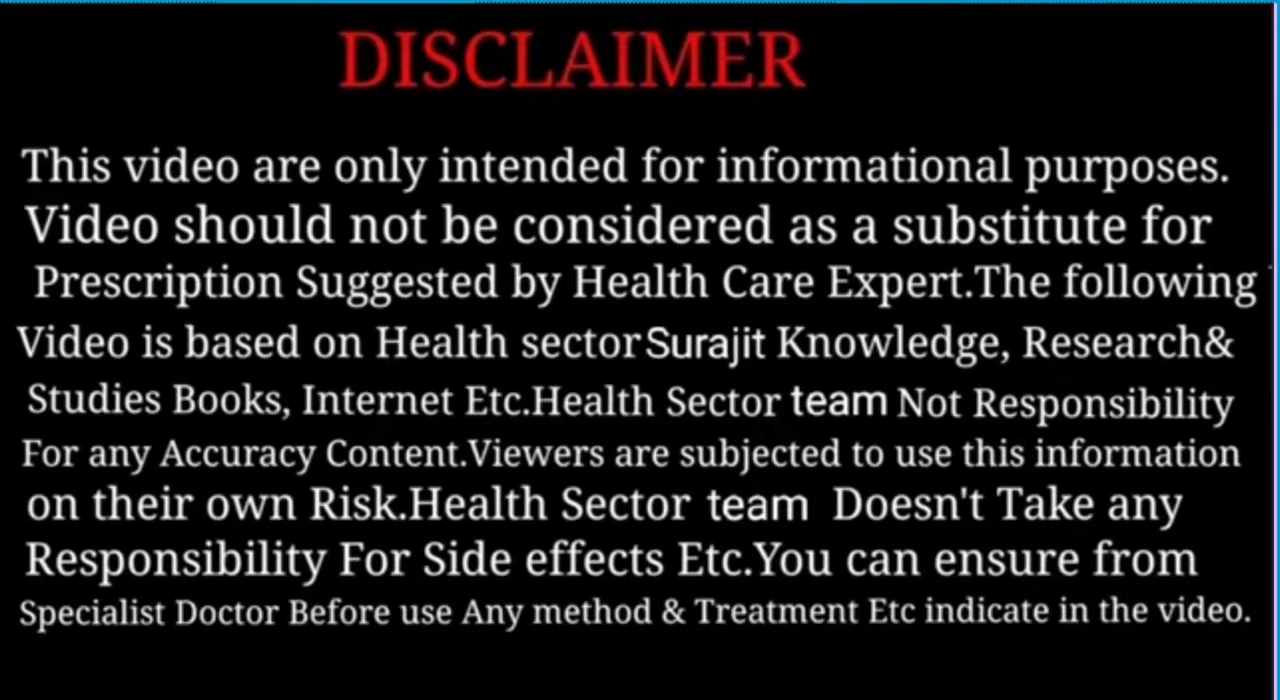 DISCLAIMER
This video are only intended for informational purposes.
Video should not be considered as a substitute for
Prescription Suggested by Health Care Expert.The following
Video is based on Health sector Surajit Knowledge, Research&
Studies Books, Internet Etc.Health Sector team Not Responsibility
For any Accuracy Content.Viewers are subjected to use this information
on their own Risk.Health Sector team Doesn't Take any
Responsibility For Side effects Etc.You can ensure from
Specialist Doctor Before use Any method & Treatment Etc indicate in the video.